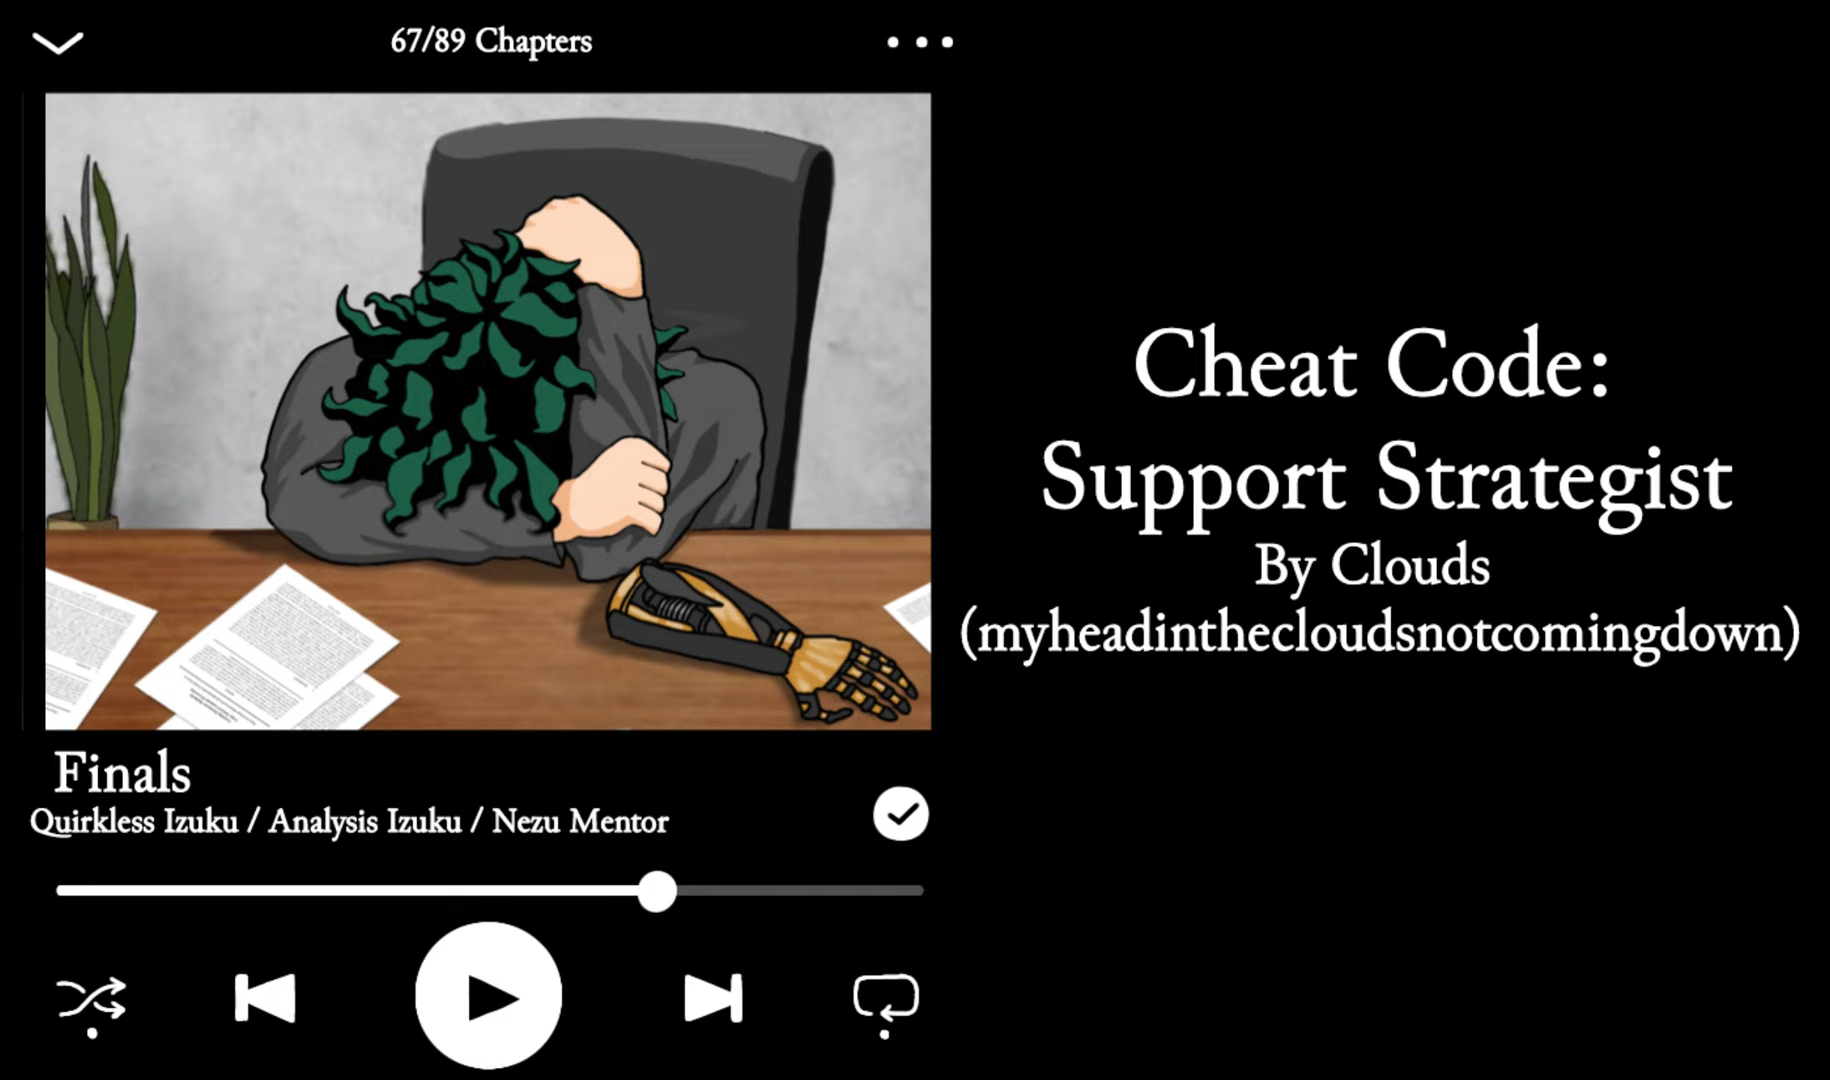 67/89 Chapters
Finals
Quirkless Izuku / Analysis Izuku / Nezu Mentor
Cheat Code:
Support Strategist
By Clouds
(myheadinthecloudsnotcomingdown)